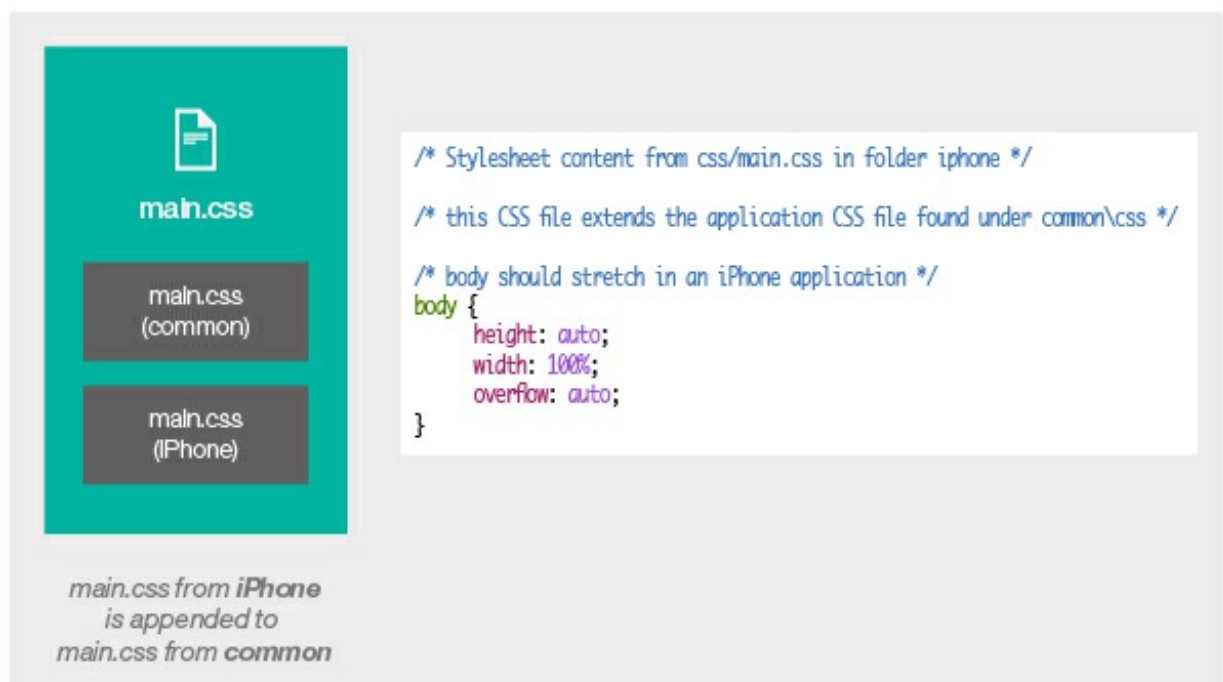 main.css
main.css
(common)
main.css
(iPhone)
main.css from iPhone
is appended to
main.css from common
/* Stylesheet content from css/main.css in folder iphone */
/* this CSS file extends the application CSS file found under common\css */
/* body should stretch in an iPhone application */
body {
height: auto;
width: 100%;
overflow: auto;
}